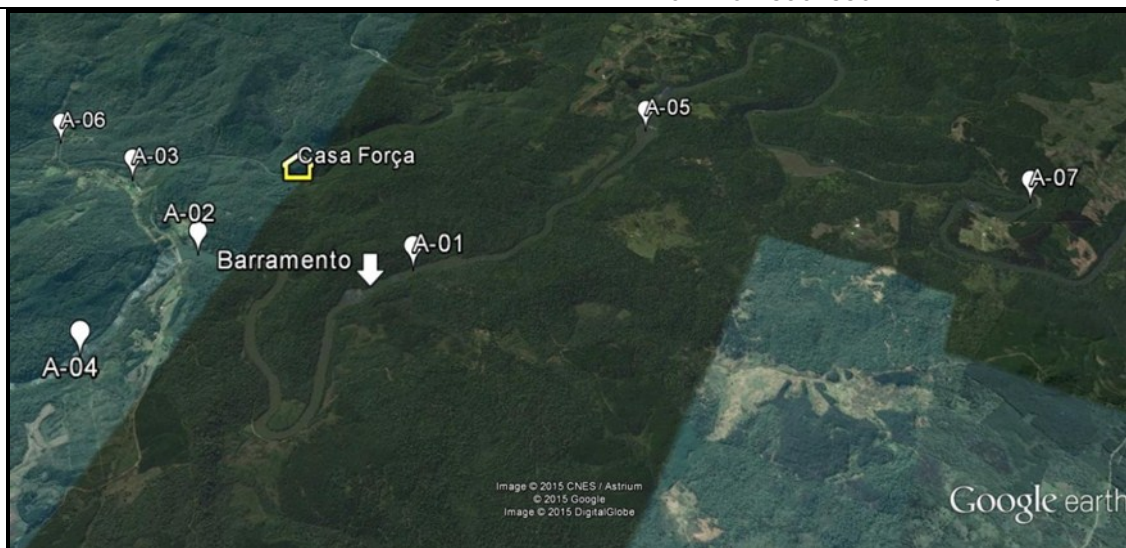 A-06
A-03
Casa Força
A-05
A-07
A-02
A-01
Barramento
A-04
Image © 2015 CNES / Astrium
© 2015 Google
Image © 2015 DigitalGlobe
Google earth